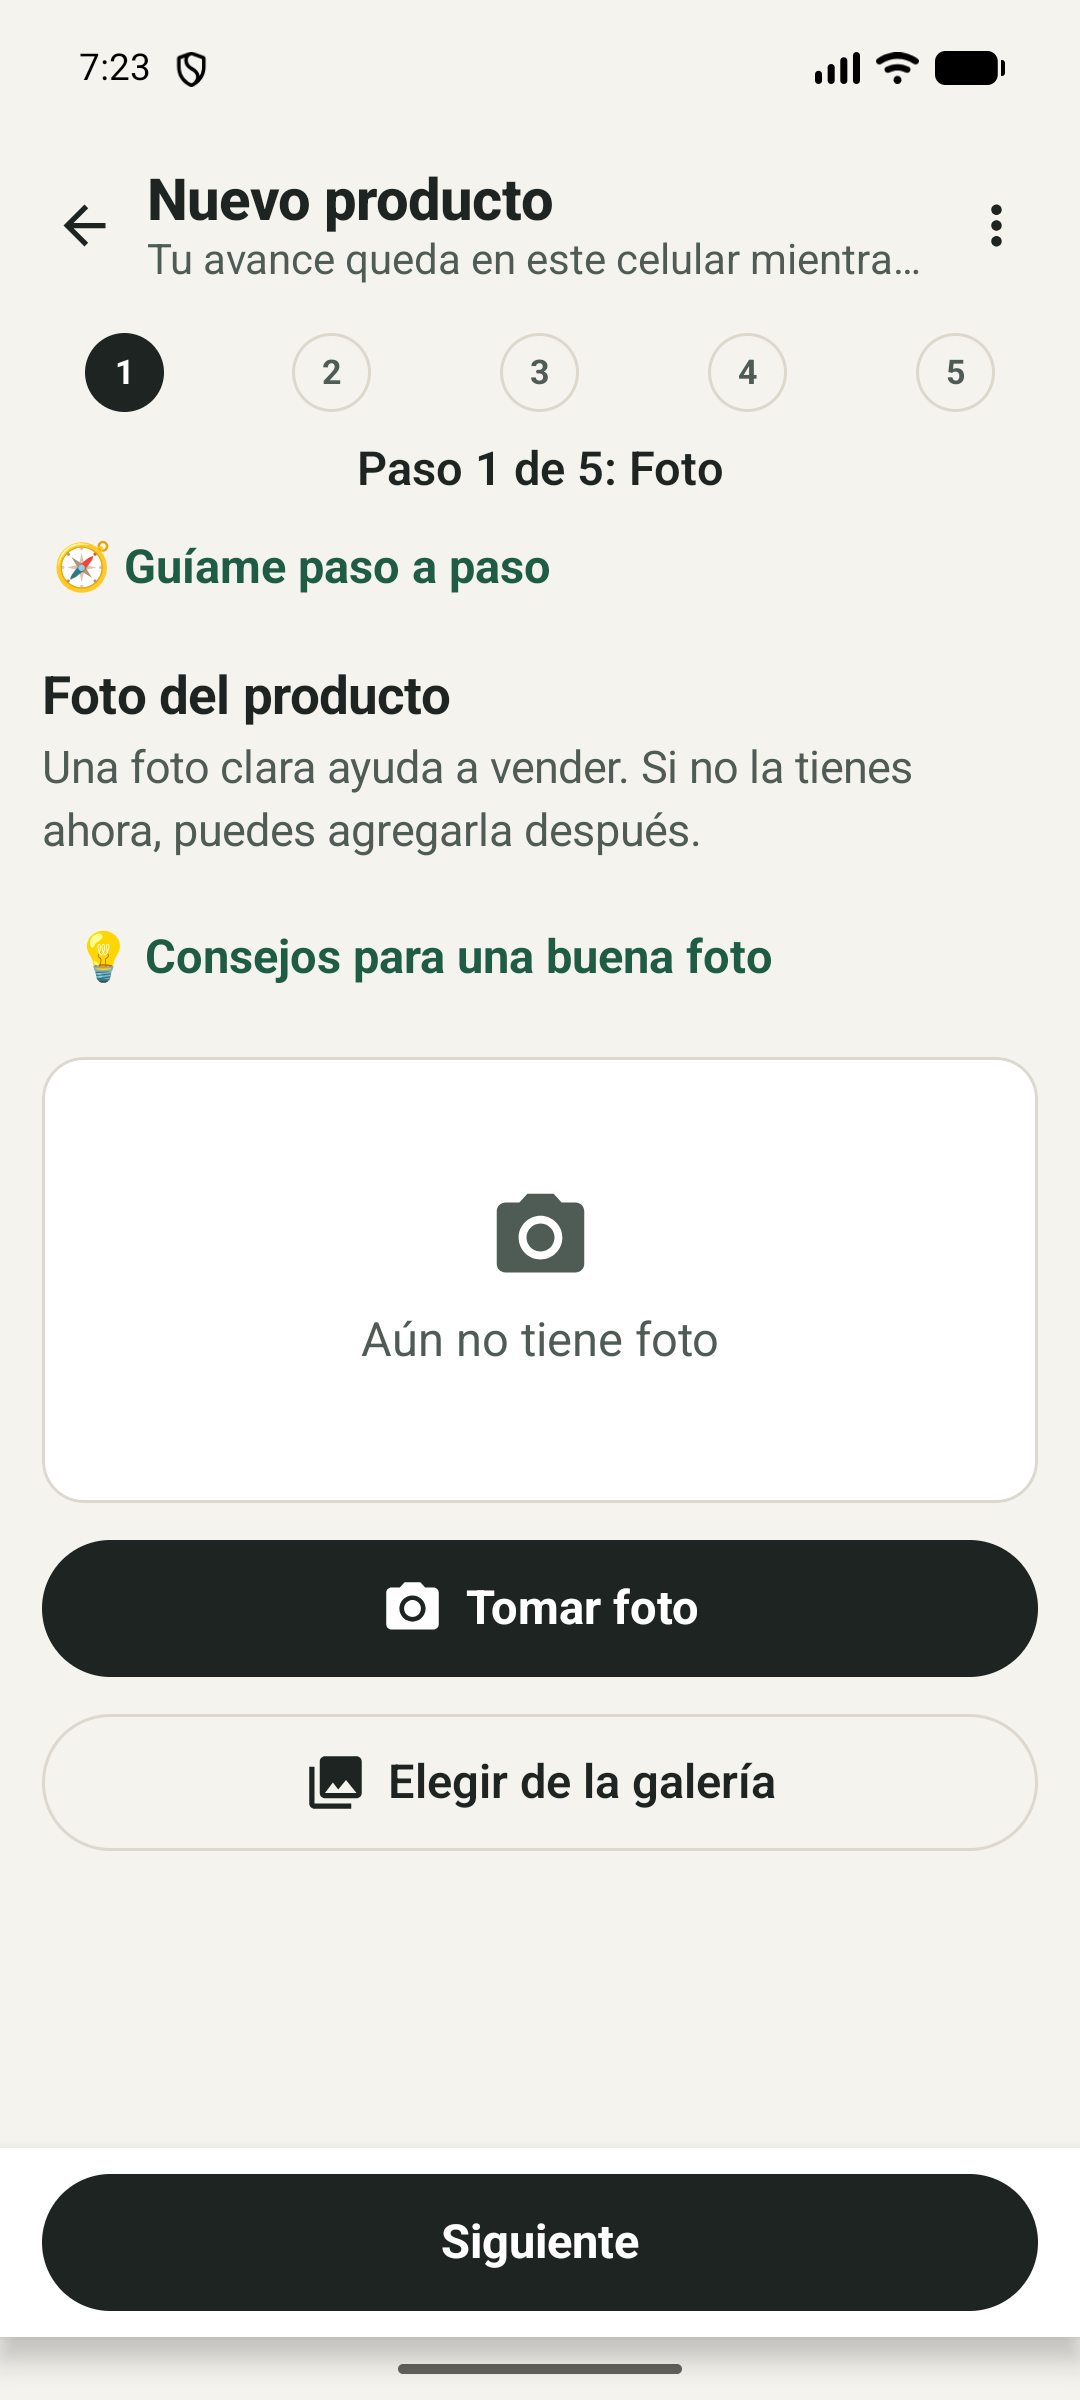 7:23
Nuevo producto
Tu avance queda en este celular mientra...
1 2 3 4 5
Paso 1 de 5: Foto
Guíame paso a paso
Foto del producto
Una foto clara ayuda a vender. Si no la tienes
ahora, puedes agregarla después.
Consejos para una buena foto
Aún no tiene foto
Tomar foto
Elegir de la galería
Siguiente